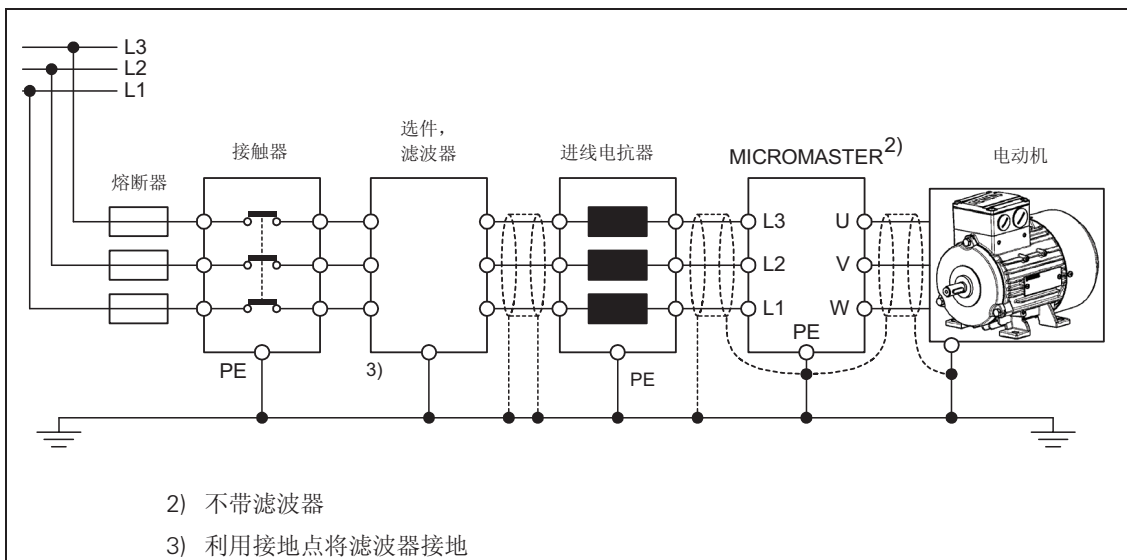 L3
L2
L1
选件，
滤波器
接触器
进线电抗器
MICROMASTER2)
电动机
熔断器
L3
U
L2
V
L1
W
PE
PE
3)
PE
2) 不带滤波器
3) 利用接地点将滤波器接地